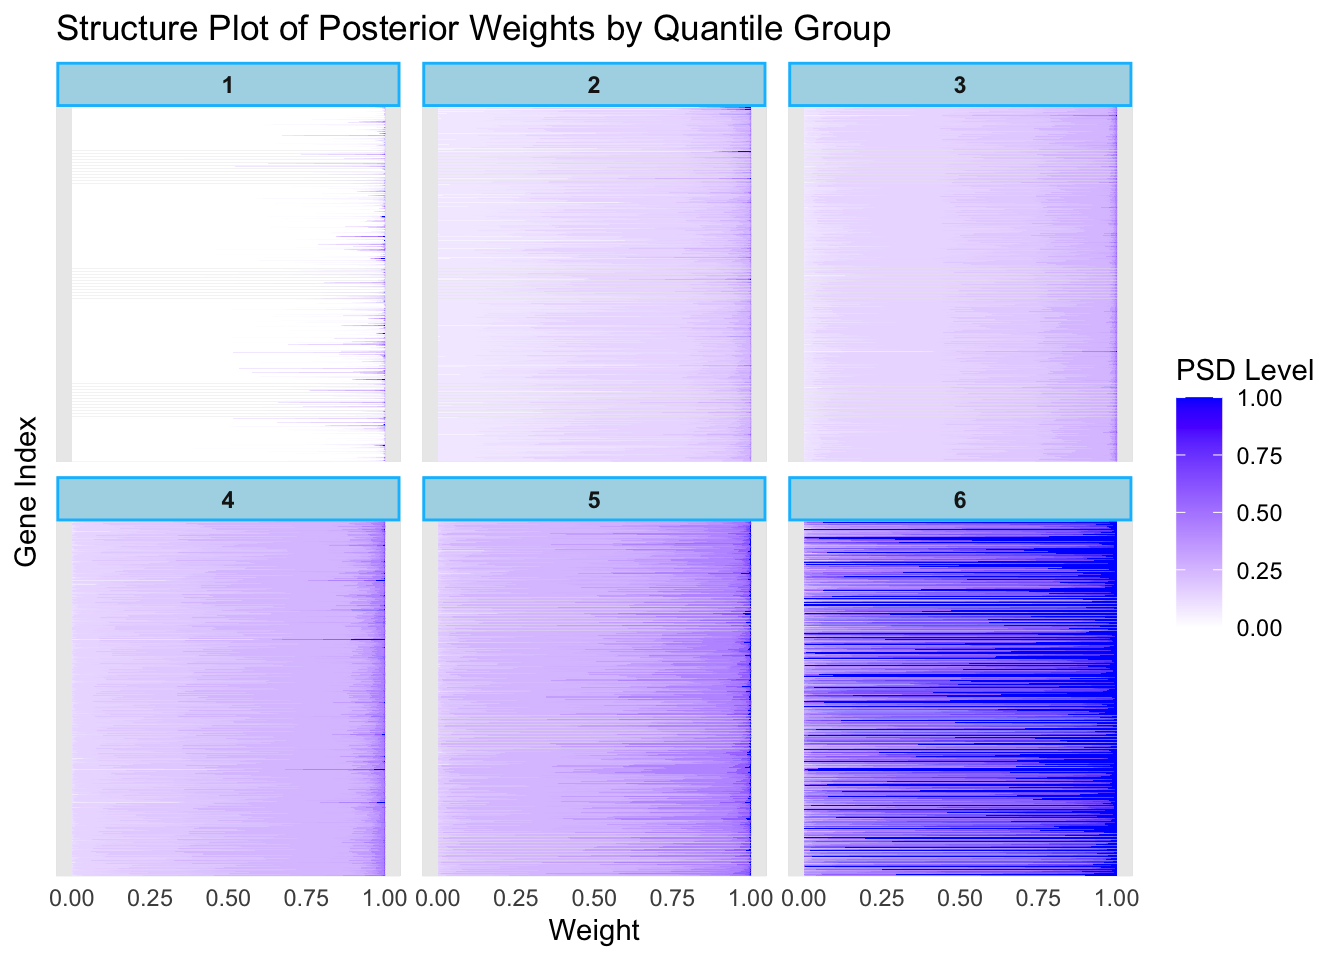 Structure Plot of Posterior Weights by Quantile Group
1
2
3
4
5
6
Gene Index
0.00 0.25 0.50 0.75 1.00 0.00 0.25 0.50 0.75 1.00 0.00 0.25 0.50 0.75 1.00
Weight
PSD Level
1.00
0.75
0.50
0.25
0.00